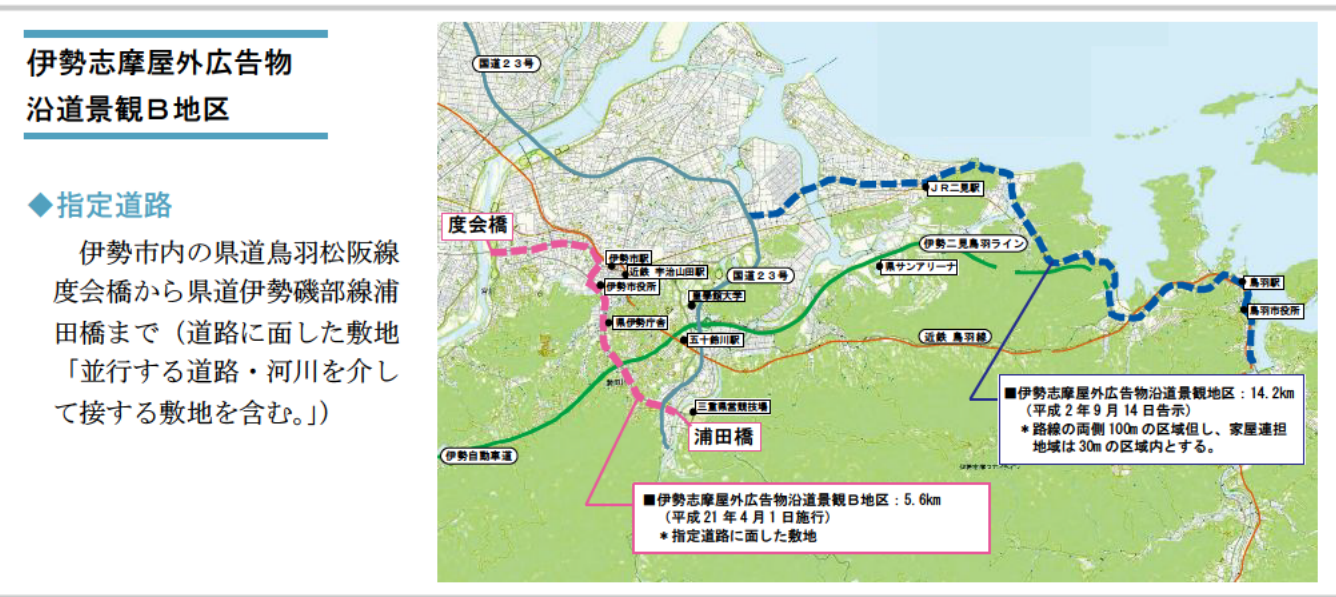 伊勢志摩屋外広告物
沿道景観B地区
◆指定道路
伊勢市内の県道鳥羽松阪線
度会橋から県道伊勢磯部線浦
田橋まで（道路に面した敷地
「並行する道路・河川を介し
て接する敷地を含む。」）
国道23号
JR二見駅
度会橋
伊勢二見鳥羽ライン
伊勢市駅
近鉄 宇治山田駅
国道23号
県サンアリーナ
伊勢市役所
鳥羽駅
皇學館大学
鳥羽市役所
県伊勢庁舎
五十鈴川駅
近鉄 鳥羽線
三重県営競技場
浦田橋
伊勢自動車道
■伊勢志摩屋外広告物沿道景観地区：14.2km
（平成2年9月14日告示）
＊路線の両側100mの区域但し、家屋連担
地域は30mの区域内とする。
■伊勢志摩屋外広告物沿道景観B地区：5.6km
（平成21年4月1日施行）
＊指定道路に面した敷地